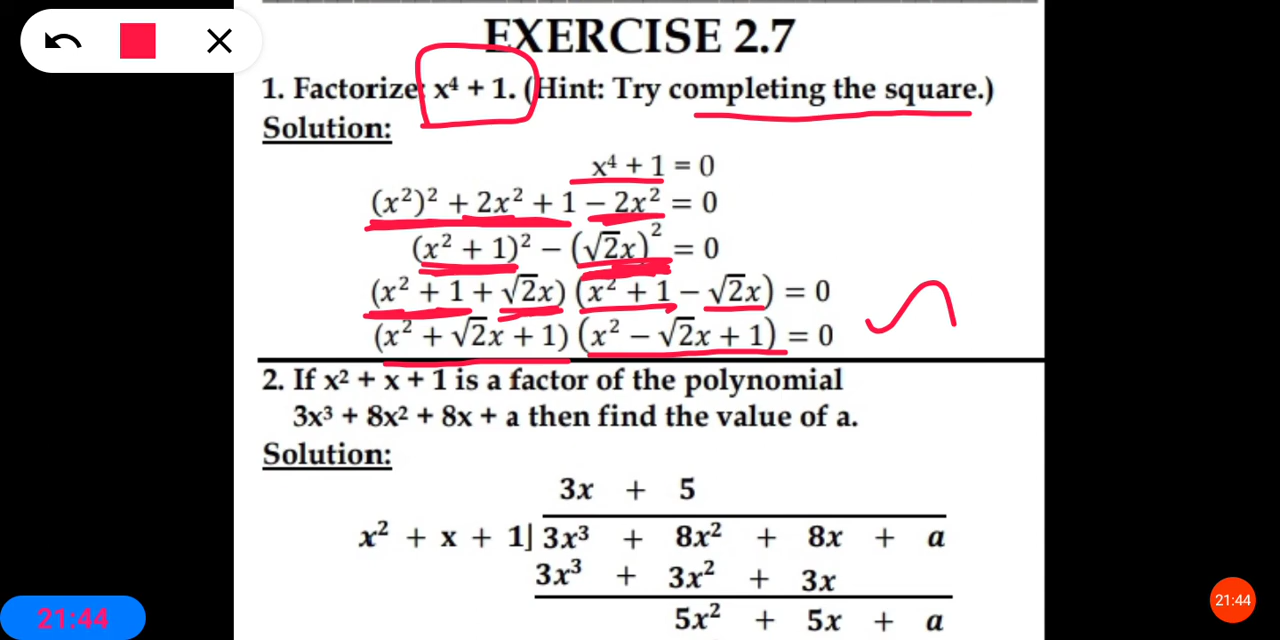 EXERCISE 2.7
1. Factorize: x⁴ + 1. (Hint: Try completing the square.)
Solution:
x⁴ + 1 = 0
(x²)² + 2x² + 1 − 2x² = 0
(x² + 1)² − (√2x)² = 0
(x² + 1 + √2x) (x² + 1 − √2x) = 0
(x² + √2x + 1) (x² − √2x + 1) = 0
2. If x² + x + 1 is a factor of the polynomial
3x³ + 8x² + 8x + a then find the value of a.
Solution:
3x + 5
x² + x + 1⌋ 3x³ + 8x² + 8x + a
3x³ + 3x² + 3x
5x² + 5x + a
21:44
21:44